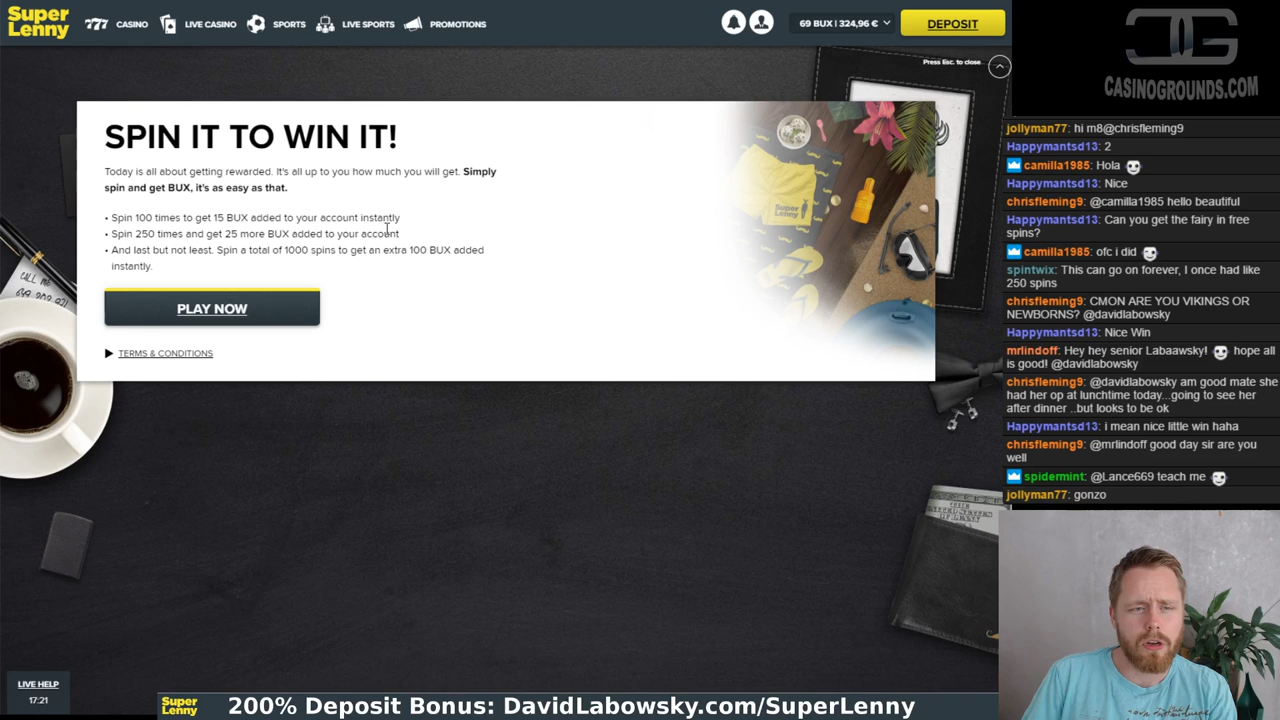 Super
Lenny
777
CASINO
LIVE CASINO
SPORTS
LIVE SPORTS
PROMOTIONS
69 BUX | 324,96 €
DEPOSIT
Press Esc. to close
SPIN IT TO WIN IT!
Today is all about getting rewarded. It's all up to you how much you will get. Simply
spin and get BUX, it's as easy as that.
• Spin 100 times to get 15 BUX added to your account instantly
• Spin 250 times and get 25 more BUX added to your account
• And last but not least. Spin a total of 1000 spins to get an extra 100 BUX added
instantly.
PLAY NOW
TERMS & CONDITIONS
CALL ME
Super
Lenny
LIVE HELP
17:21
Super
Lenny
200% Deposit Bonus: DavidLabowsky.com/SuperLenny
CG
CASINOGROUNDS.COM
jollyman77: hi m8@chrisfleming9
Happymantsd13: 2
camilla1985: Hola
Happymantsd13: Nice
chrisfleming9: @camilla1985 hello beautiful
Happymantsd13: Can you get the fairy in free
spins?
camilla1985: ofc i did
spintwix: This can go on forever, I once had like
250 spins
chrisfleming9: CMON ARE YOU VIKINGS OR
NEWBORNS? @davidlabowsky
Happymantsd13: Nice Win
mrlindoff: Hey hey senior Labaawsky! hope all
is good! @davidlabowsky
chrisfleming9: @davidlabowsky am good mate she
had her op at lunchtime today...going to see her
after dinner ..but looks to be ok
Happymantsd13: i mean nice little win haha
chrisfleming9: @mrlindoff good day sir are you
well
spidermint: @Lance669 teach me
jollyman77: gonzo